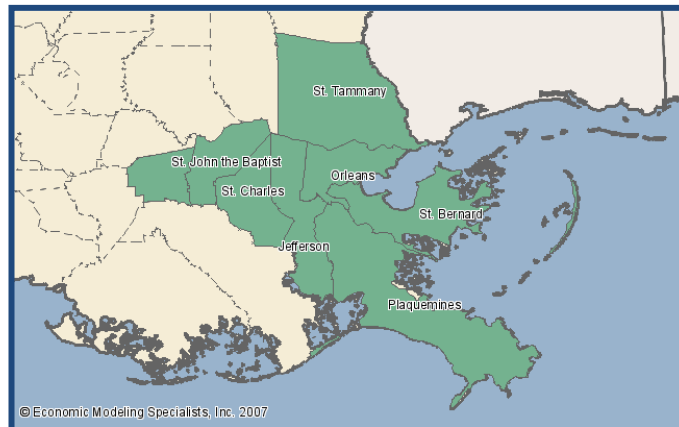 St. Tammany
St. John the Baptist
Orleans
St. Charles
St. Bernard
Jefferson
Plaquemines
© Economic Modeling Specialists, Inc. 2007